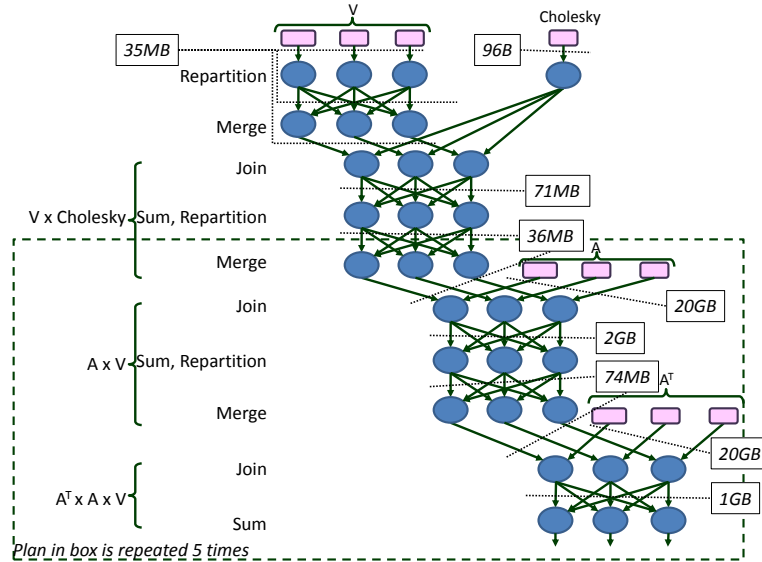 V
Cholesky
35MB
96B
Repartition
Merge
Join
71MB
V x Cholesky
Sum, Repartition
36MB
A
Merge
Join
20GB
2GB
A x V
Sum, Repartition
74MB
Aᵀ
Merge
20GB
Join
1GB
Aᵀ x A x V
Sum
Plan in box is repeated 5 times